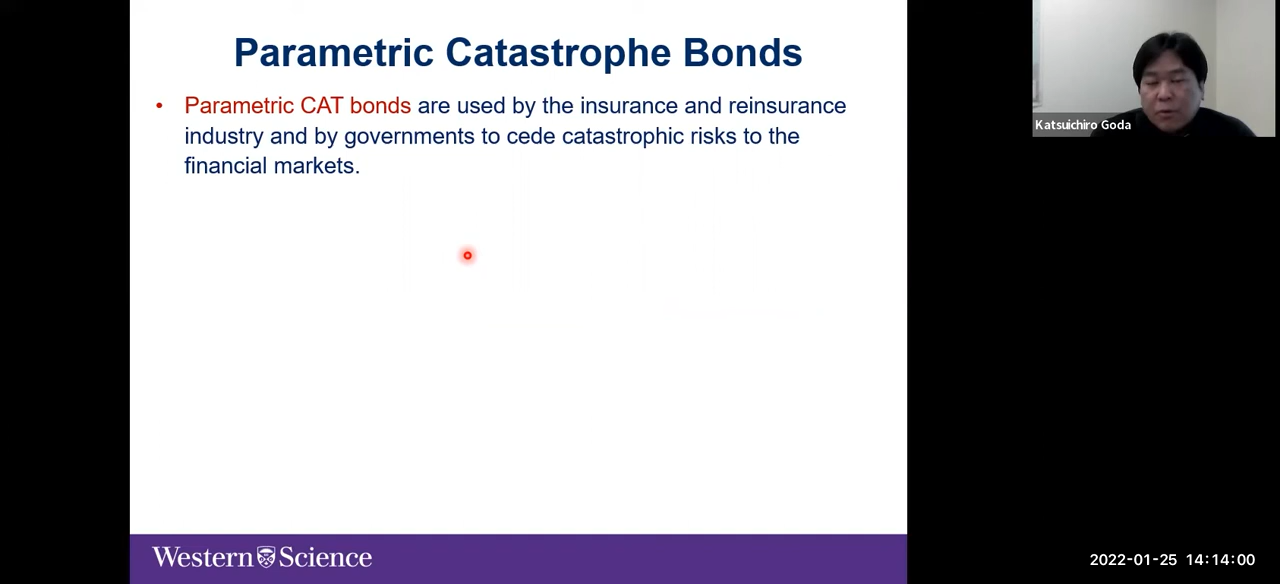 Parametric Catastrophe Bonds
• Parametric CAT bonds are used by the insurance and reinsurance
industry and by governments to cede catastrophic risks to the
financial markets.
Katsuichiro Goda
Western Science
2022-01-25 14:14:00